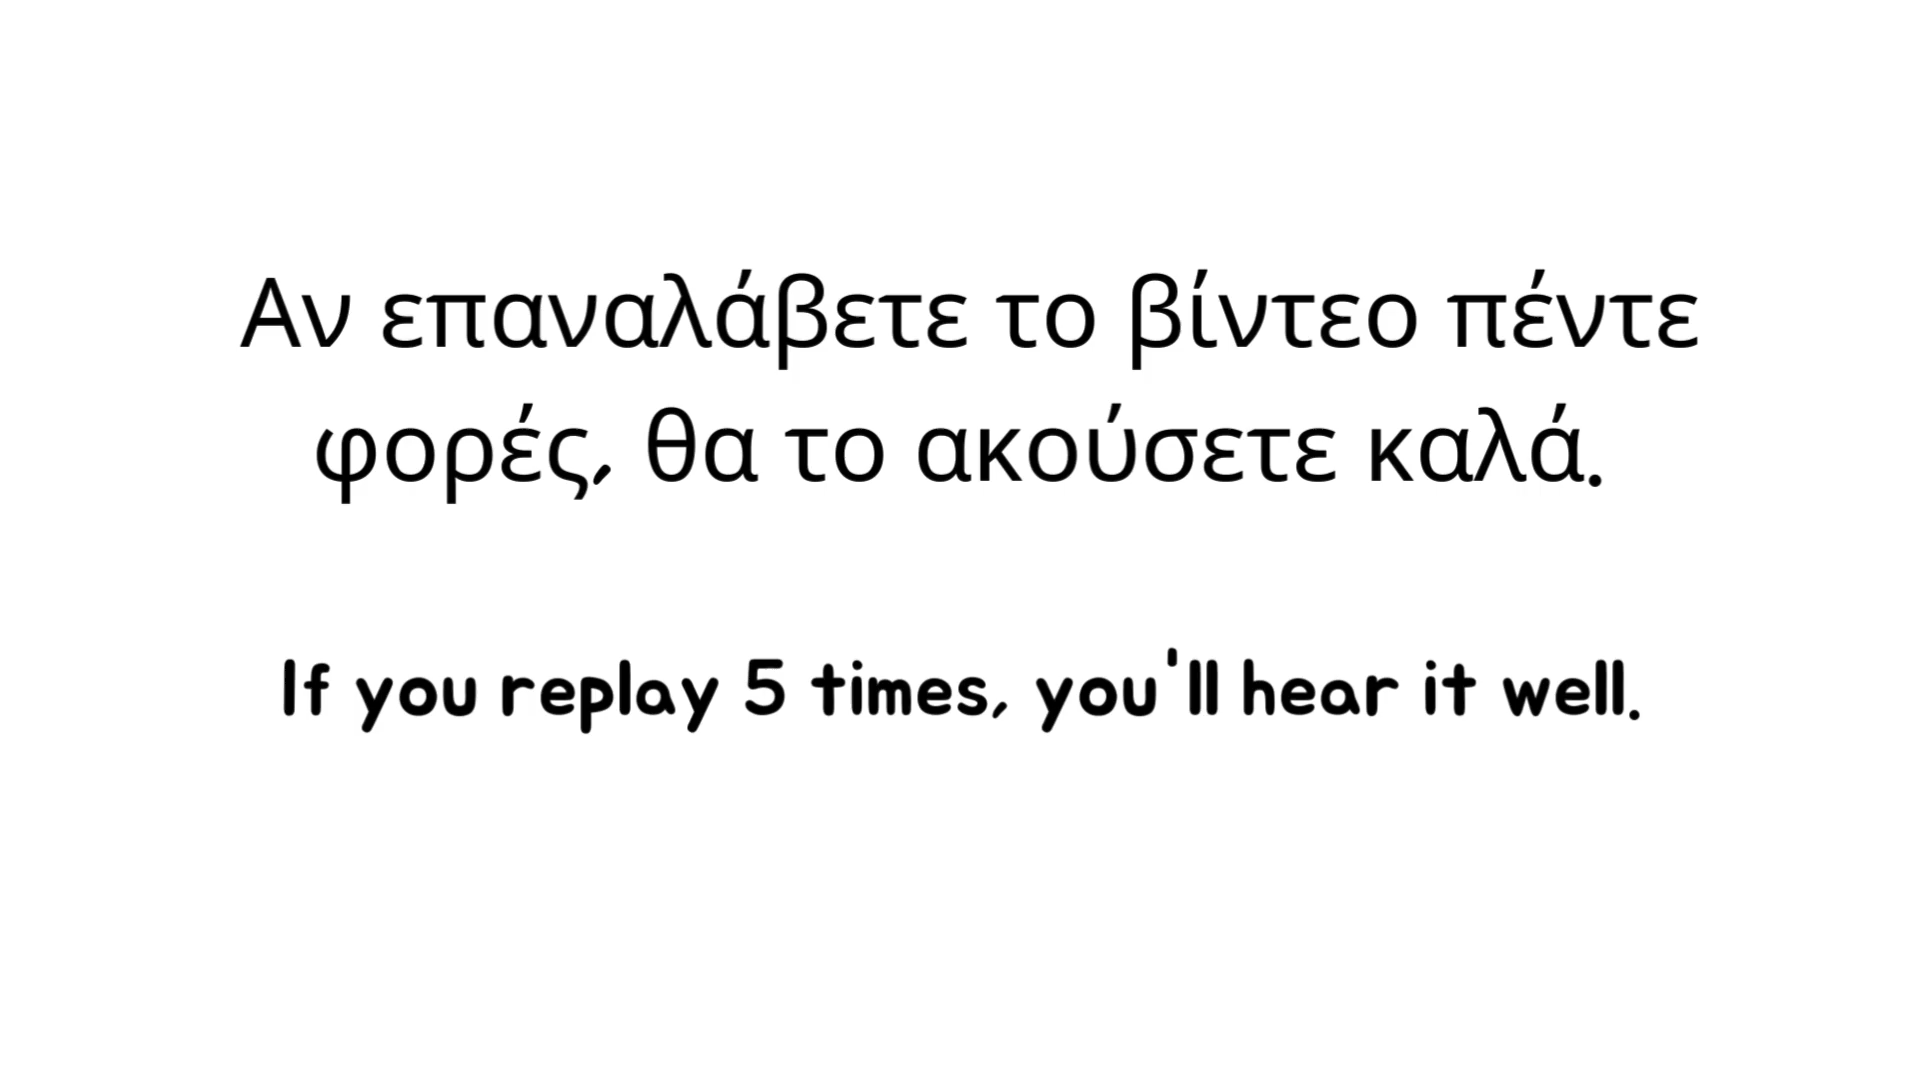 Αν επαναλάβετε το βίντεο πέντε
φορές, θα το ακούσετε καλά.
If you replay 5 times, you'll hear it well.